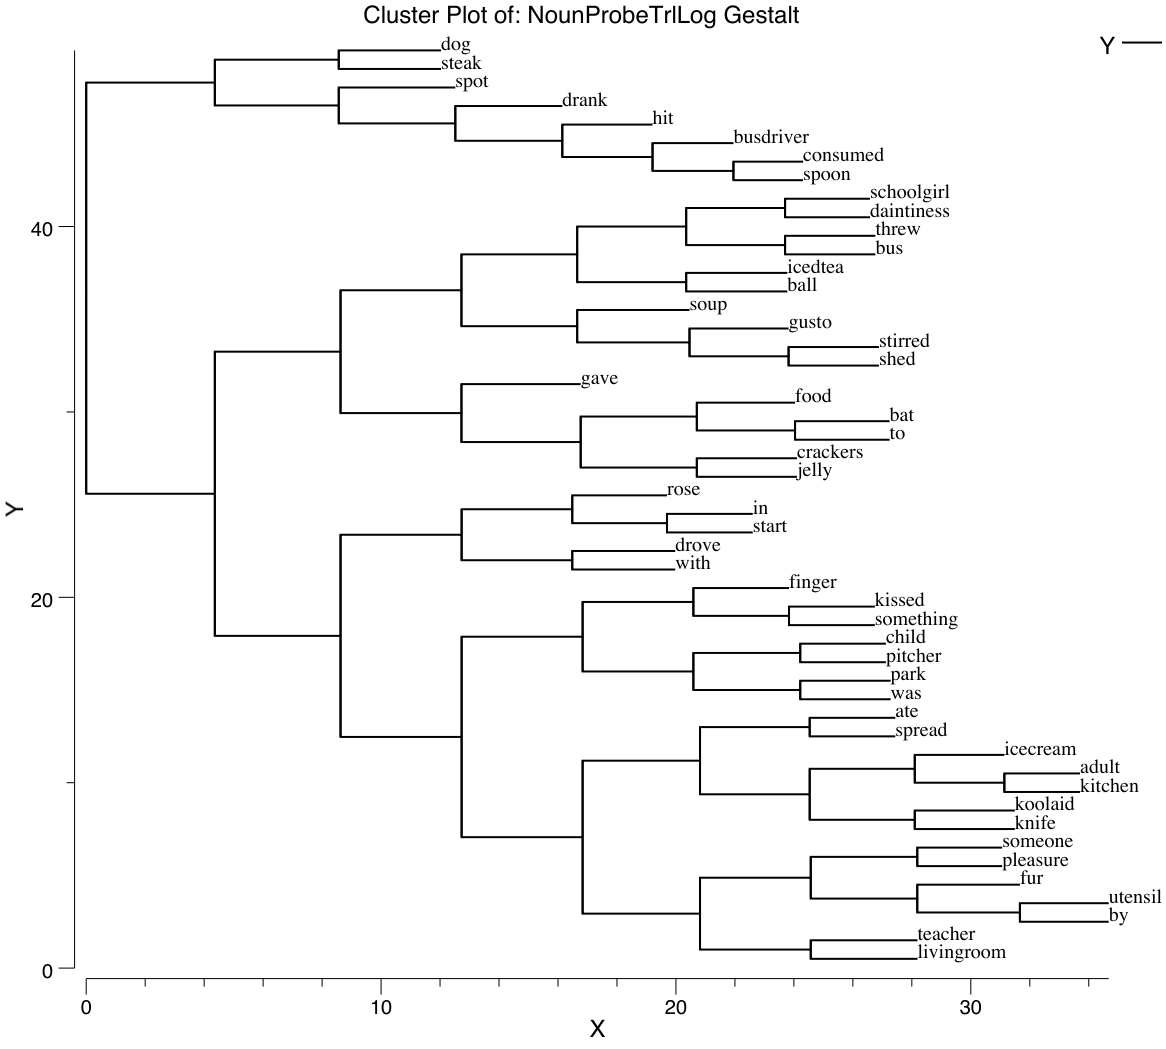 Cluster Plot of: NounProbeTrlLog Gestalt
Y
dog
steak
spot
drank
hit
busdriver
consumed
spoon
schoolgirl
daintiness
threw
bus
icedtea
ball
soup
gusto
stirred
shed
gave
food
bat
to
crackers
jelly
rose
in
start
drove
with
finger
kissed
something
child
pitcher
park
was
ate
spread
icecream
adult
kitchen
koolaid
knife
someone
pleasure
fur
utensil
by
teacher
livingroom
40
20
0
Y
0 10 20 30
X